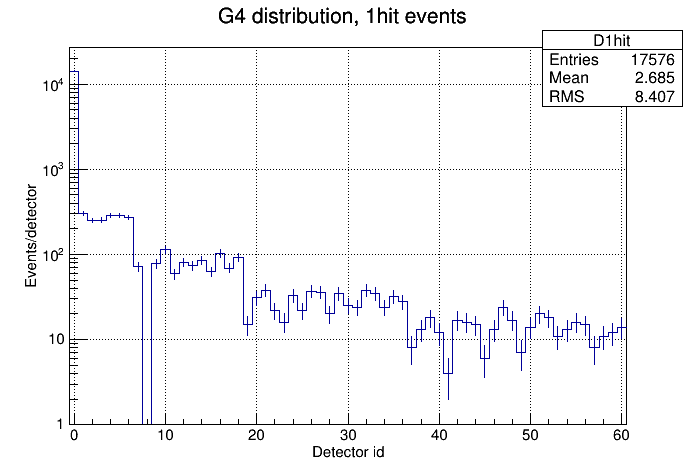 G4 distribution, 1hit events
D1hit
Entries 17576
Mean 2.685
RMS 8.407
Events/detector
10⁴
10³
10²
10
1
0 10 20 30 40 50 60
Detector id